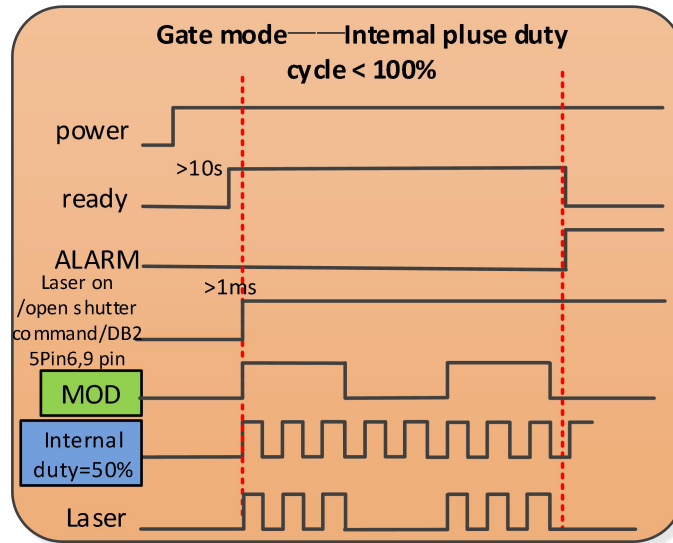 Gate mode——Internal pluse duty
cycle < 100%
power
>10s
ready
ALARM
Laser on
>1ms
/open shutter
command/DB2
5Pin6,9 pin
MOD
Internal
duty=50%
Laser